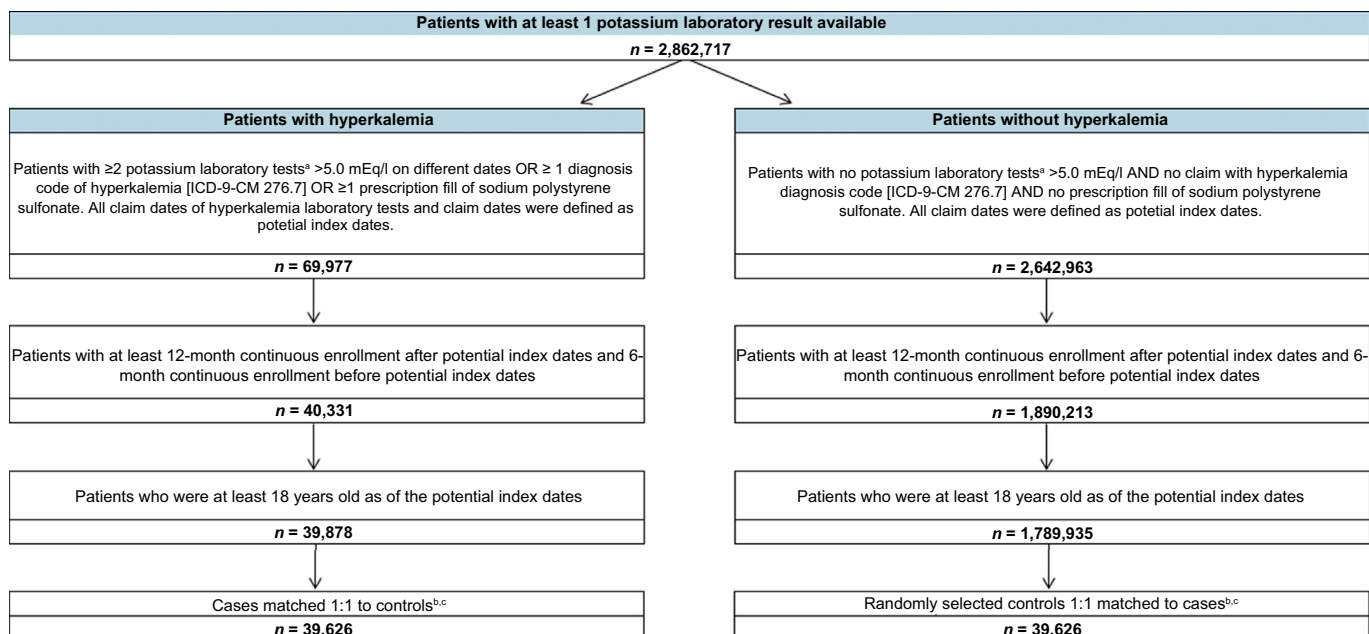 Patients with at least 1 potassium laboratory result available
n = 2,862,717
Patients with hyperkalemia
Patients with ≥2 potassium laboratory testsᵃ >5.0 mEq/l on different dates OR ≥ 1 diagnosis
code of hyperkalemia [ICD-9-CM 276.7] OR ≥1 prescription fill of sodium polystyrene
sulfonate. All claim dates of hyperkalemia laboratory tests and claim dates were defined as
potetial index dates.
n = 69,977
Patients with at least 12-month continuous enrollment after potential index dates and 6-
month continuous enrollment before potential index dates
n = 40,331
Patients who were at least 18 years old as of the potential index dates
n = 39,878
Cases matched 1:1 to controlsᵇ,ᶜ
n = 39,626
Patients without hyperkalemia
Patients with no potassium laboratory testsᵃ >5.0 mEq/l AND no claim with hyperkalemia
diagnosis code [ICD-9-CM 276.7] AND no prescription fill of sodium polystyrene
sulfonate. All claim dates were defined as potetial index dates.
n = 2,642,963
Patients with at least 12-month continuous enrollment after potential index dates and 6-
month continuous enrollment before potential index dates
n = 1,890,213
Patients who were at least 18 years old as of the potential index dates
n = 1,789,935
Randomly selected controls 1:1 matched to casesᵇ,ᶜ
n = 39,626